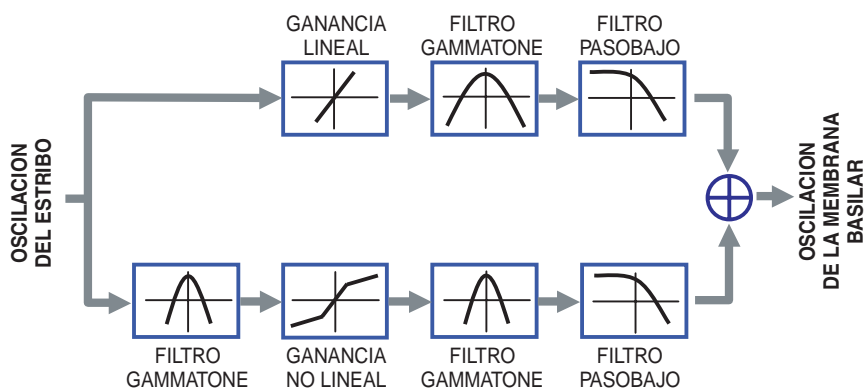 GANANCIA
LINEAL
FILTRO
GAMMATONE
FILTRO
PASOBAJO
OSCILACION
DEL ESTRIBO
OSCILACION
DE LA MEMBRANA
BASILAR
FILTRO
GAMMATONE
GANANCIA
NO LINEAL
FILTRO
GAMMATONE
FILTRO
PASOBAJO